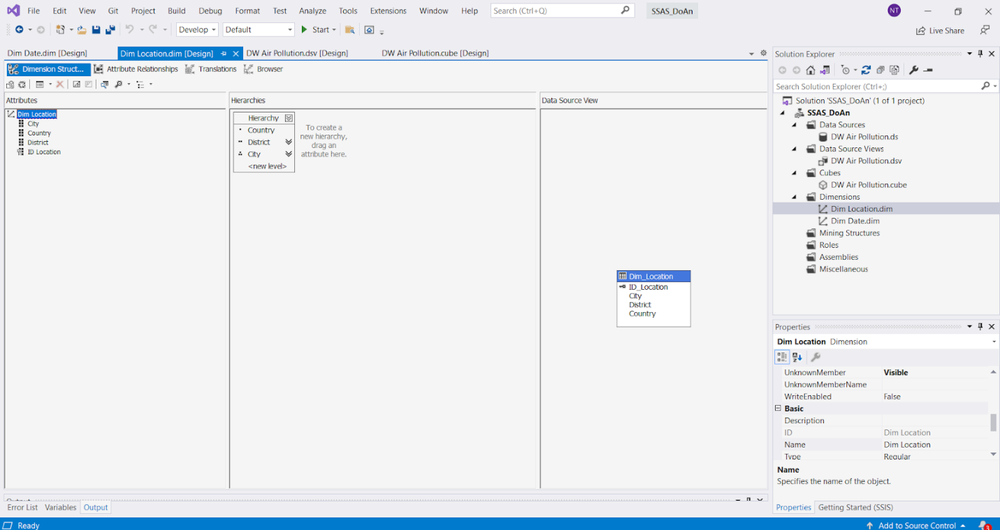 File Edit View Git Project Build Debug Format Test Analyze Tools Extensions Window Help Search (Ctrl+Q) SSAS_DoAn NT
Develop Default Start Live Share
Dim Date.dim [Design] Dim Location.dim [Design] DW Air Pollution.dsv [Design] DW Air Pollution.cube [Design]
Dimension Struct... Attribute Relationships Translations Browser
Attributes
Dim Location
City
Country
District
ID Location
Hierarchies
Hierarchy
Country
District
City
<new level>
To create a
new hierarchy,
drag an
attribute here.
Data Source View
Dim_Location
ID_Location
City
District
Country
Solution Explorer
Search Solution Explorer (Ctrl+;)
Solution 'SSAS_DoAn' (1 of 1 project)
SSAS_DoAn
Data Sources
DW Air Pollution.ds
Data Source Views
DW Air Pollution.dsv
Cubes
DW Air Pollution.cube
Dimensions
Dim Location.dim
Dim Date.dim
Mining Structures
Roles
Assemblies
Miscellaneous
Properties
Dim Location Dimension
UnknownMember Visible
UnknownMemberName
WriteEnabled False
Basic
Description
ID Dim Location
Name Dim Location
Type Regular
Name
Specifies the name of the object.
Properties Getting Started (SSIS)
Output
Error List Variables Output
Ready Add to Source Control 3